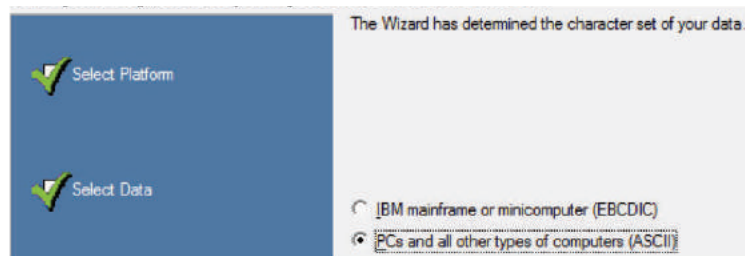 The Wizard has determined the character set of your data.
Select Platform
Select Data
IBM mainframe or minicomputer (EBCDIC)
PCs and all other types of computers (ASCII)